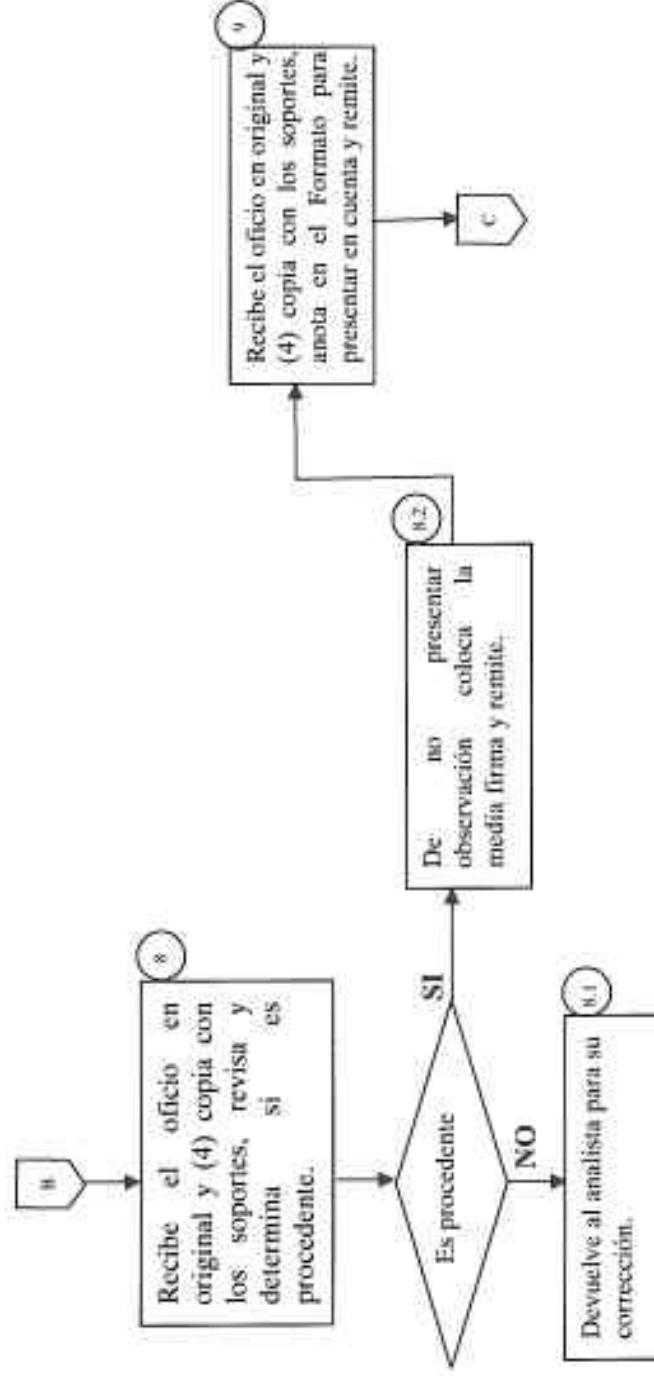 B
8
Recibe el oficio en
original y (4) copia con
los soportes, revisa y
determina si es
procedente.
Es procedente
SI
NO
8.1
Devuelve al analista para su
corrección.
8.2
De no presentar
observación coloca la
media firma y remite.
9
Recibe el oficio en original y
(4) copia con los soportes,
anota en el Formato para
presentar en cuenta y remite.
C